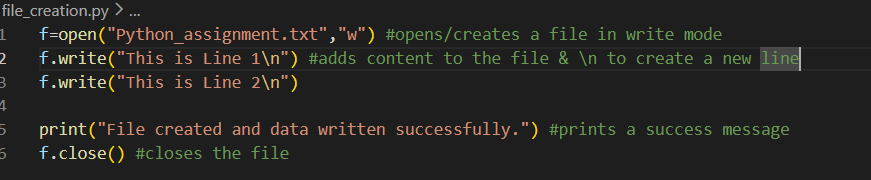 file_creation.py > ...
1 f=open("Python_assignment.txt","w") #opens/creates a file in write mode
2 f.write("This is Line 1\n") #adds content to the file & \n to create a new line
3 f.write("This is Line 2\n")
4
5 print("File created and data written successfully.") #prints a success message
6 f.close() #closes the file